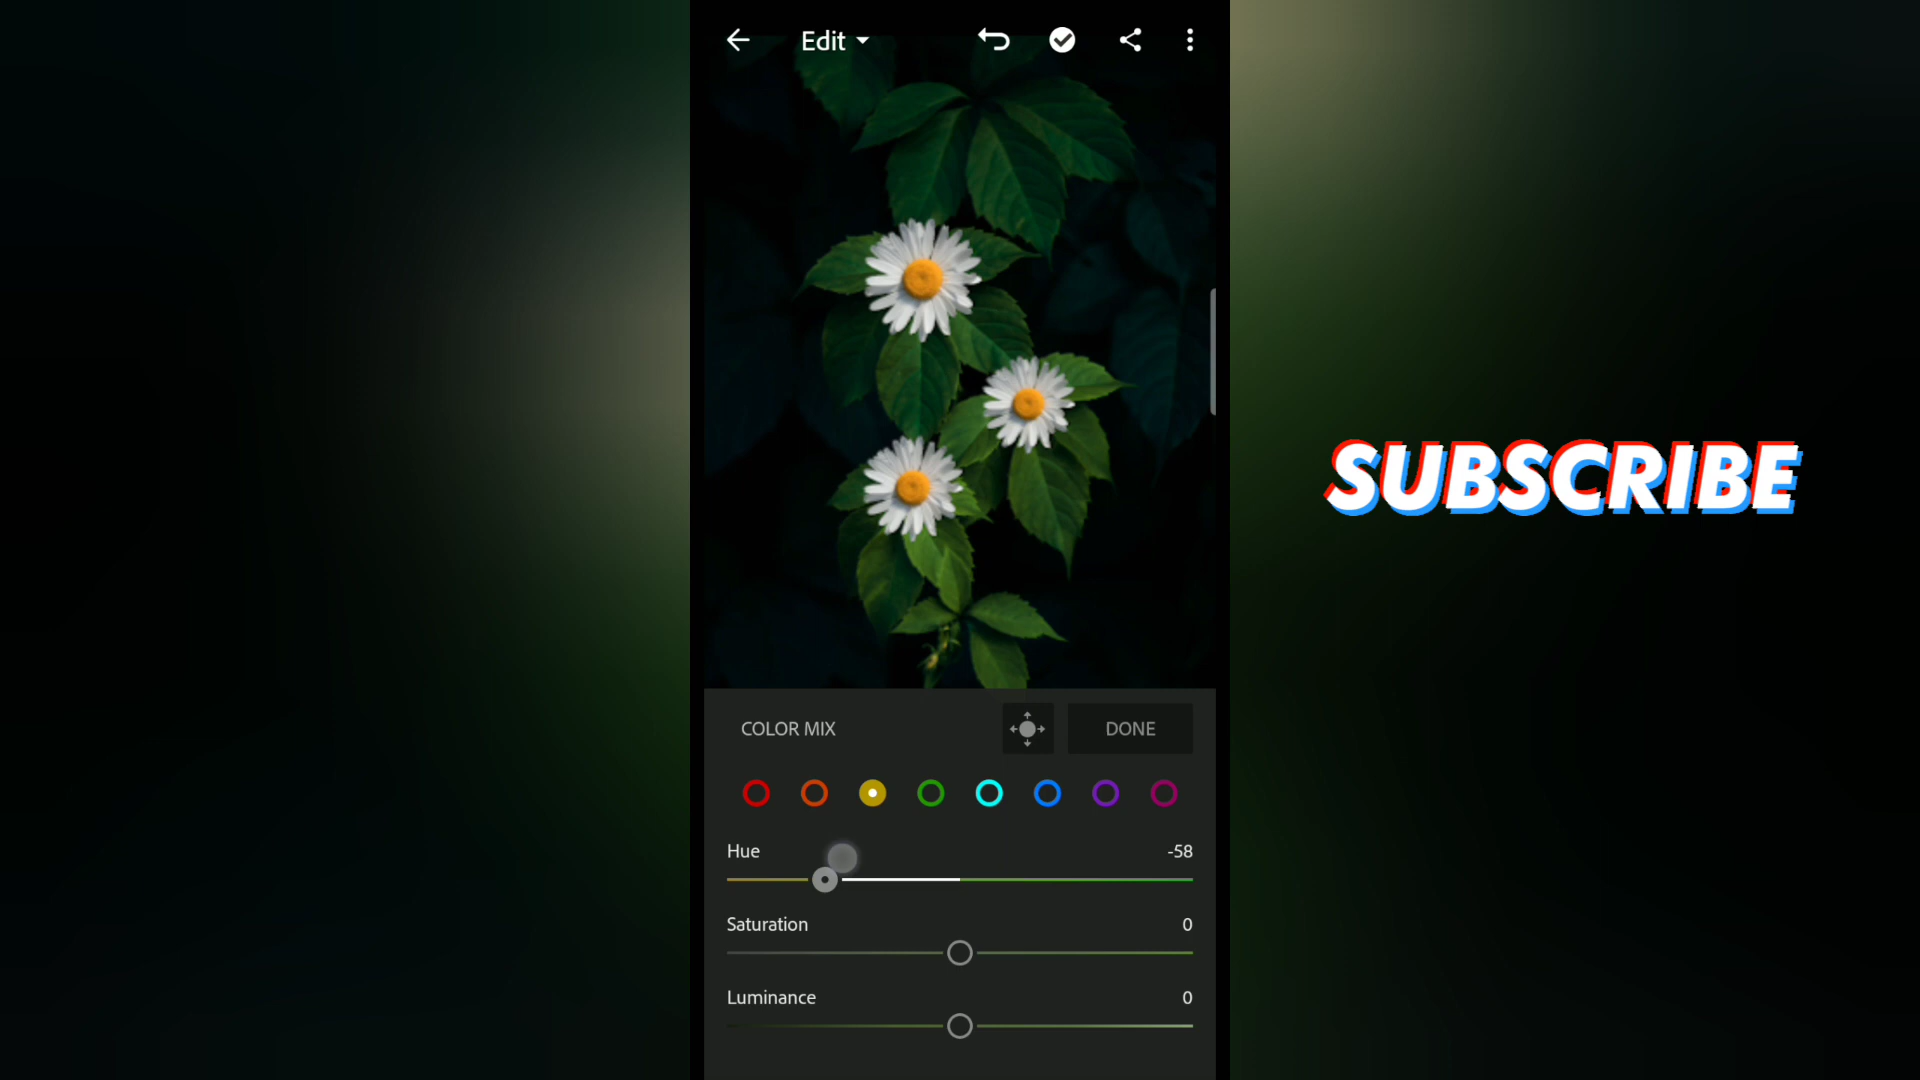 Edit
SUBSCRIBE
COLOR MIX
DONE
Hue
-58
Saturation
0
Luminance
0